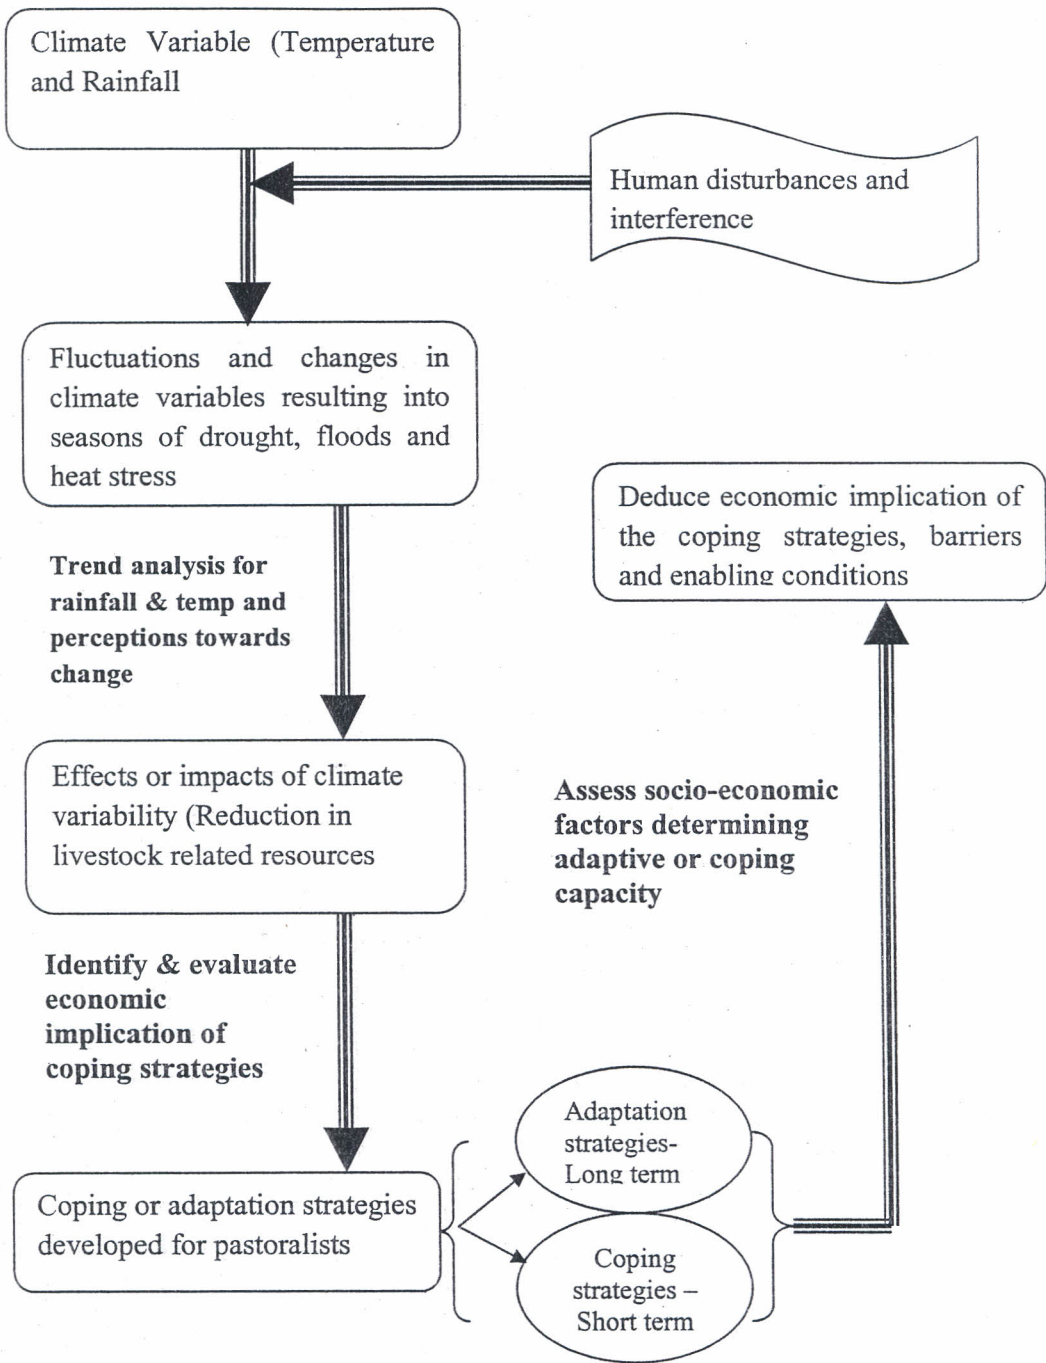 Climate Variable (Temperature
and Rainfall
Human disturbances and
interference
Fluctuations and changes in
climate variables resulting into
seasons of drought, floods and
heat stress
Deduce economic implication of
the coping strategies, barriers
and enabling conditions
Trend analysis for
rainfall & temp and
perceptions towards
change
Effects or impacts of climate
variability (Reduction in
livestock related resources
Assess socio-economic
factors determining
adaptive or coping
capacity
Identify & evaluate
economic
implication of
coping strategies
Adaptation
strategies-
Long term
Coping or adaptation strategies
developed for pastoralists
Coping
strategies –
Short term